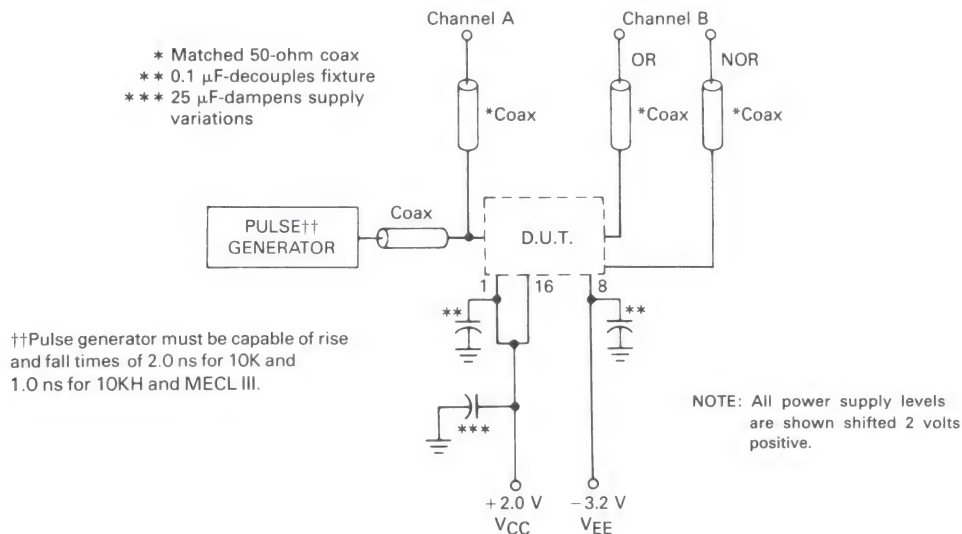 Channel A
Channel B
* Matched 50-ohm coax
** 0.1 μF-decouples fixture
*** 25 μF-dampens supply
variations
OR
NOR
*Coax
*Coax
*Coax
PULSE††
GENERATOR
Coax
D.U.T.
1
16
8
**
**
††Pulse generator must be capable of rise
and fall times of 2.0 ns for 10K and
1.0 ns for 10KH and MECL III.
***
NOTE: All power supply levels
are shown shifted 2 volts
positive.
+2.0 V
VCC
−3.2 V
VEE